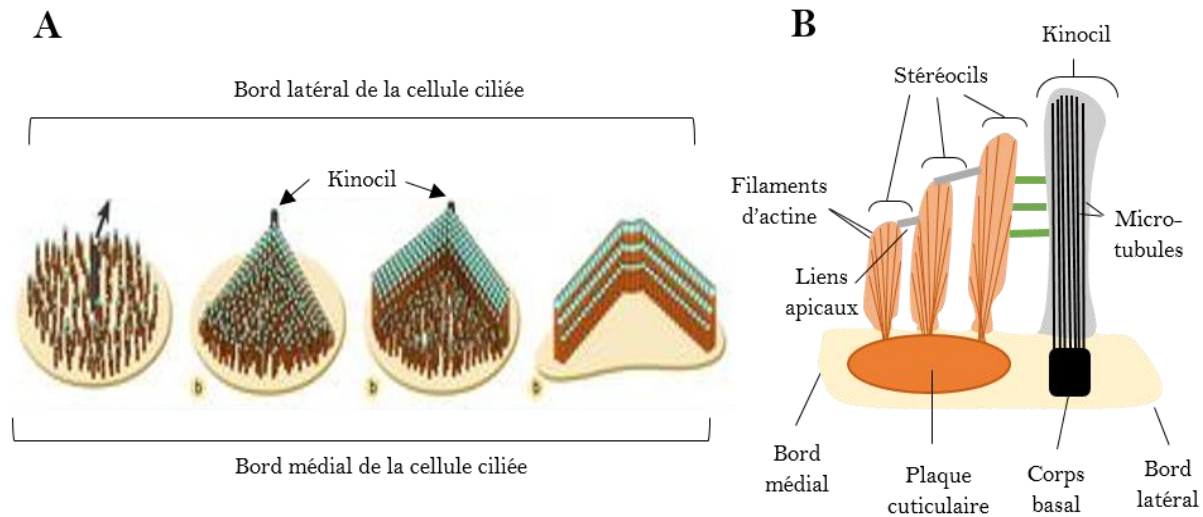 A
Bord latéral de la cellule ciliée
Kinocil
b
b
b
Bord médial de la cellule ciliée
B
Kinocil
Stéréocils
Filaments
d'actine
Liens
apicaux
Micro-
tubules
Bord
médial
Plaque
cuticulaire
Corps
basal
Bord
latéral